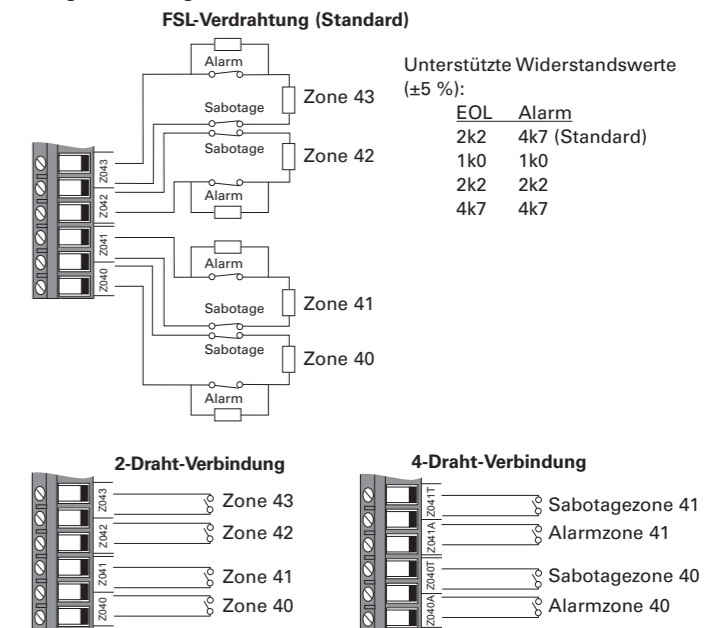 FSL-Verdrahtung (Standard)
Alarm
Zone 43
Sabotage
Sabotage
Zone 42
Alarm
Z043
Z042
Z041
Z040
Alarm
Zone 41
Sabotage
Sabotage
Zone 40
Alarm
Unterstützte Widerstandswerte
(±5 %):
EOL Alarm
2k2 4k7 (Standard)
1k0 1k0
2k2 2k2
4k7 4k7
2-Draht-Verbindung
Z043
Zone 43
Z042
Zone 42
Z041
Zone 41
Z040
Zone 40
4-Draht-Verbindung
Z041T
Sabotagezone 41
Z041A
Alarmzone 41
Z040T
Sabotagezone 40
Z040A
Alarmzone 40